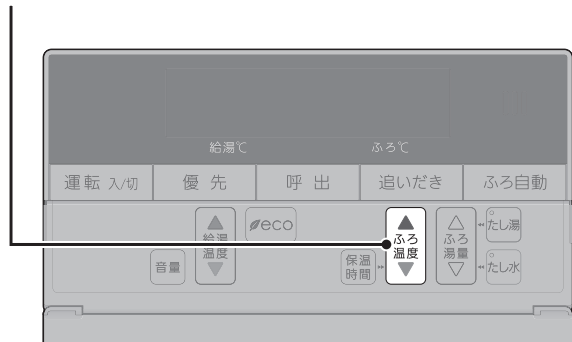 給湯℃ ふろ℃
運転 入/切 優先 呼出 追いだき ふろ自動
給湯
温度
eco
音量
保温
時間
ふろ
温度
ふろ
湯量
たし湯
たし水